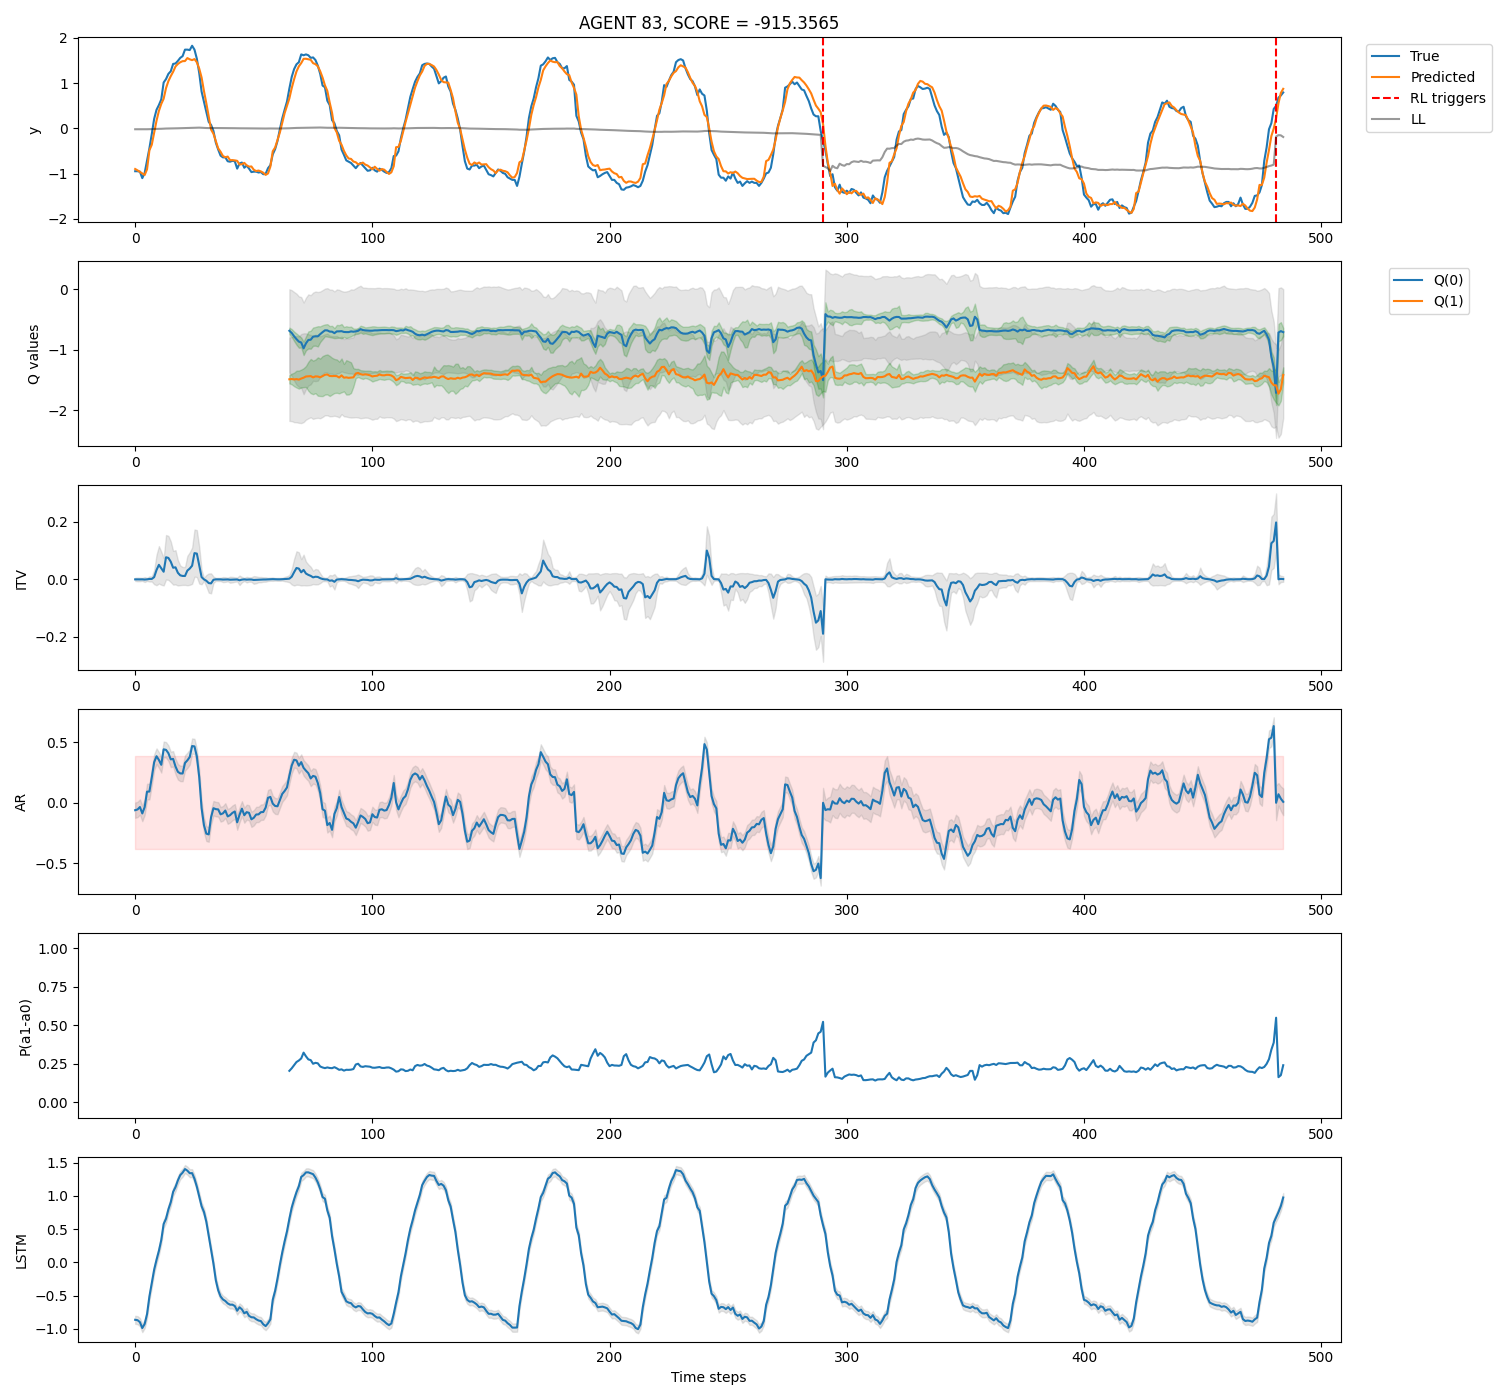 AGENT 83, SCORE = -915.3565
y
2
1
0
−1
−2
0 100 200 300 400 500
True
Predicted
RL triggers
LL
Q values
0
−1
−2
0 100 200 300 400 500
Q(0)
Q(1)
ITV
0.2
0.0
−0.2
0 100 200 300 400 500
AR
0.5
0.0
−0.5
0 100 200 300 400 500
P(a1-a0)
1.00
0.75
0.50
0.25
0.00
0 100 200 300 400 500
LSTM
1.5
1.0
0.5
0.0
−0.5
−1.0
0 100 200 300 400 500
Time steps